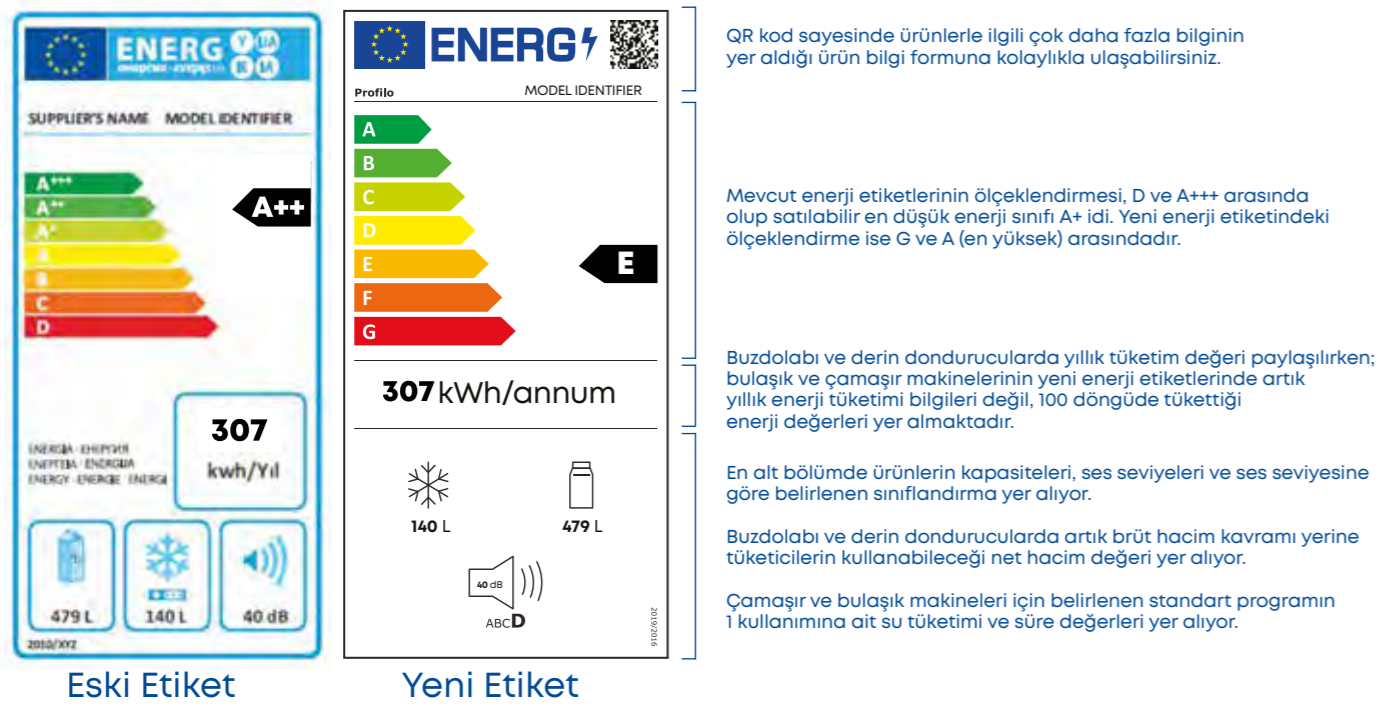 ENERG Y UA
IE IA
SUPPLIER'S NAME MODEL IDENTIFIER
A+++
A++
A+
A
B
C
D
A++
307
kwh/Yıl
ENERGY · ENERGIE · ENERGI
479 L
140 L
40 dB
2010/XYZ
Eski Etiket
ENERG
Profilo MODEL IDENTIFIER
A
B
C
D
E
F
G
E
307 kWh/annum
140 L
479 L
40 dB
ABCD
2019/2016
Yeni Etiket
QR kod sayesinde ürünlerle ilgili çok daha fazla bilginin
yer aldığı ürün bilgi formuna kolaylıkla ulaşabilirsiniz.
Mevcut enerji etiketlerinin ölçeklendirmesi, D ve A+++ arasında
olup satılabilir en düşük enerji sınıfı A+ idi. Yeni enerji etiketindeki
ölçeklendirme ise G ve A (en yüksek) arasındadır.
Buzdolabı ve derin dondurucularda yıllık tüketim değeri paylaşılırken;
bulaşık ve çamaşır makinelerinin yeni enerji etiketlerinde artık
yıllık enerji tüketimi bilgileri değil, 100 döngüde tükettiği
enerji değerleri yer almaktadır.
En alt bölümde ürünlerin kapasiteleri, ses seviyeleri ve ses seviyesine
göre belirlenen sınıflandırma yer alıyor.
Buzdolabı ve derin dondurucularda artık brüt hacim kavramı yerine
tüketicilerin kullanabileceği net hacim değeri yer alıyor.
Çamaşır ve bulaşık makineleri için belirlenen standart programın
1 kullanımına ait su tüketimi ve süre değerleri yer alıyor.